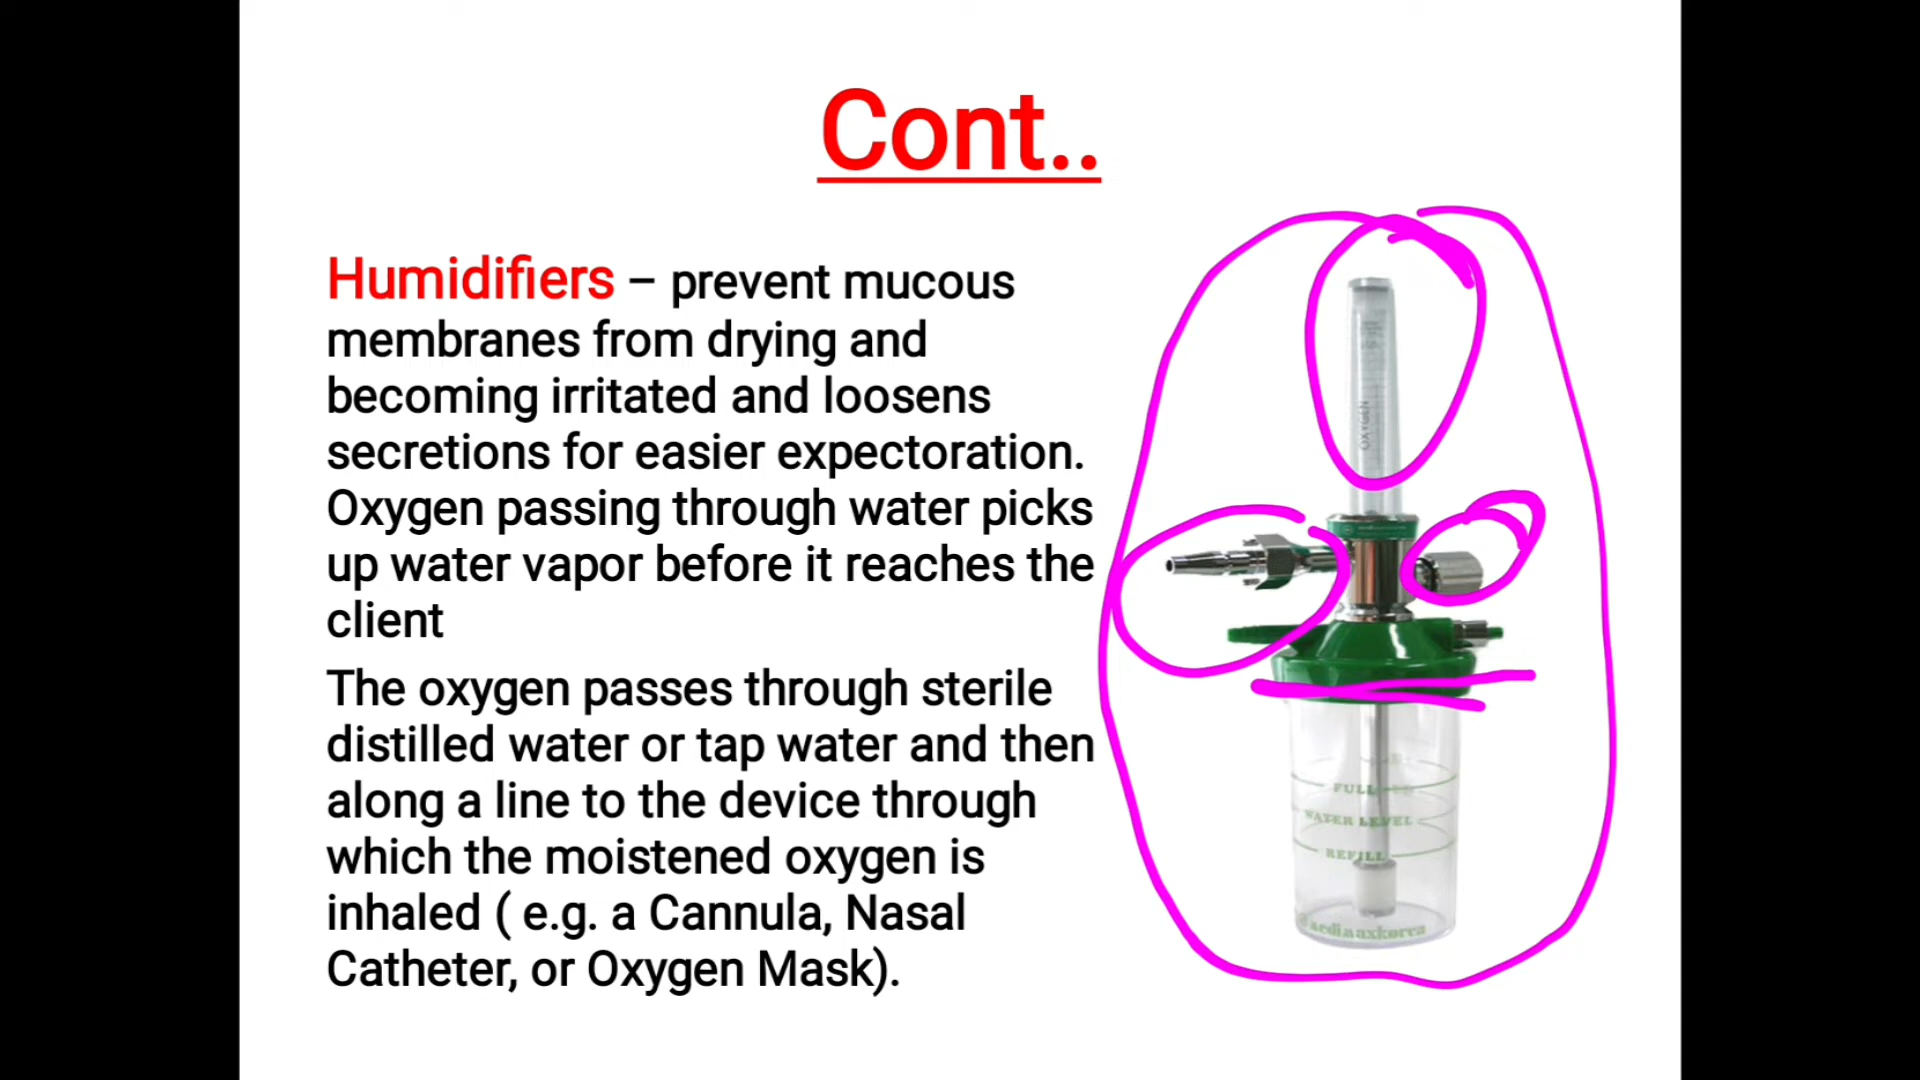 Cont..
Humidifiers – prevent mucous
membranes from drying and
becoming irritated and loosens
secretions for easier expectoration.
Oxygen passing through water picks
up water vapor before it reaches the
client
The oxygen passes through sterile
distilled water or tap water and then
along a line to the device through
which the moistened oxygen is
inhaled ( e.g. a Cannula, Nasal
Catheter, or Oxygen Mask).
OXYGEN
FULL
WATER LEVEL
REFILL